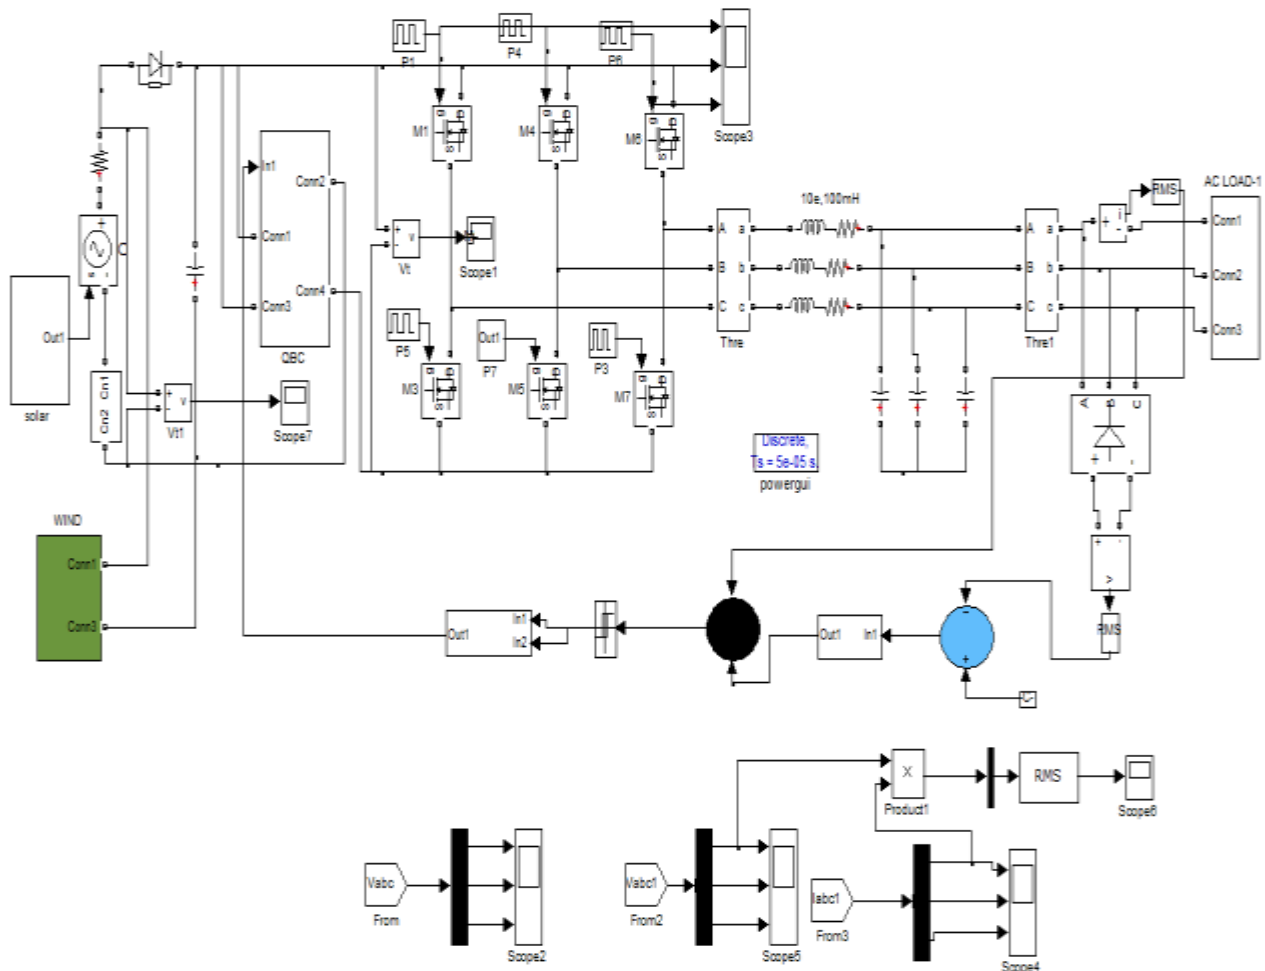 P1
P4
P6
Scope3
M1
M4
M6
g
g
g
In1
Conn2
Conn1
Conn3
Conn4
QBC
10e,100mH
RMS
AC LOAD-1
Conn1
Conn2
Conn3
+
-
v
Vt
Scope1
A
B
C
a
b
c
Thre
A
B
C
a
b
c
Thre1
+
i
-
Out1
solar
P5
Out1
P7
P3
M3
M5
M7
g
g
g
Cn1
Cn2
+
-
v
Vt1
Scope7
Discrete,
Ts = 5e-05 s.
powergui
A
B
C
+
-
WIND
Conn1
Conn3
+
-
v
RMS
Out1
In1
In2
Out1
In1
-
+
C-
X
Product1
RMS
Scope6
Vabc
From
Scope2
Vabc1
From2
Scope5
Iabc1
From3
Scope4